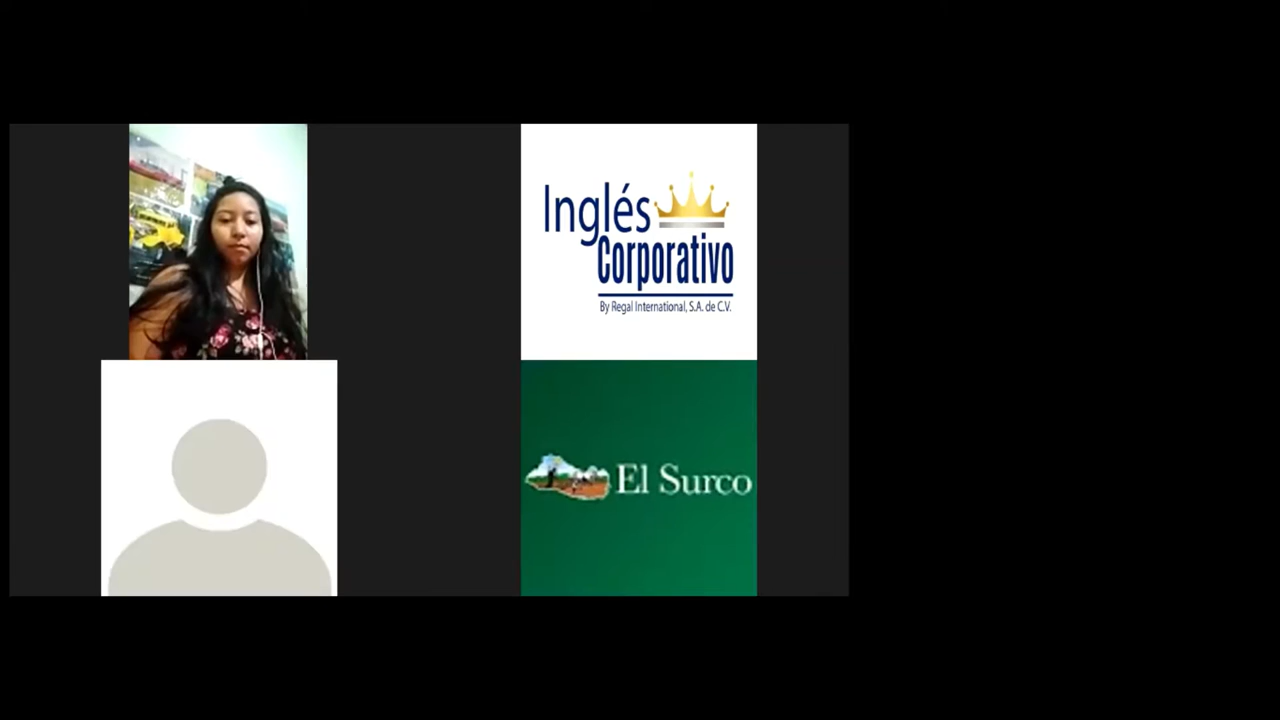 Inglés
Corporativo
By Regal International, S.A. de C.V.
El Surco